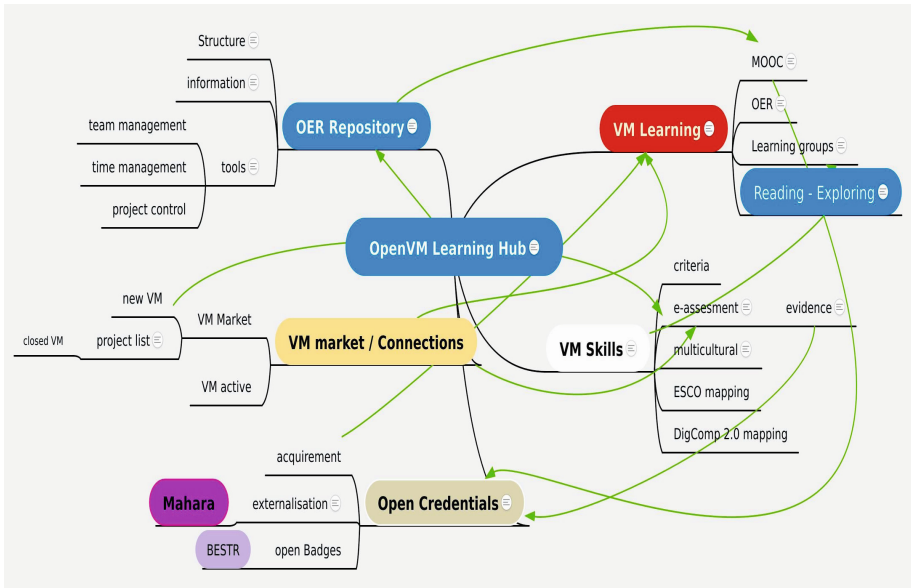 Structure
information
team management
time management
project control
tools
OER Repository
VM Learning
MOOC
OER
Learning groups
Reading - Exploring
OpenVM Learning Hub
new VM
VM Market
closed VM
project list
VM active
VM market / Connections
VM Skills
criteria
e-assesment
evidence
multicultural
ESCO mapping
DigComp 2.0 mapping
acquirement
Mahara
externalisation
Open Credentials
BESTR
open Badges